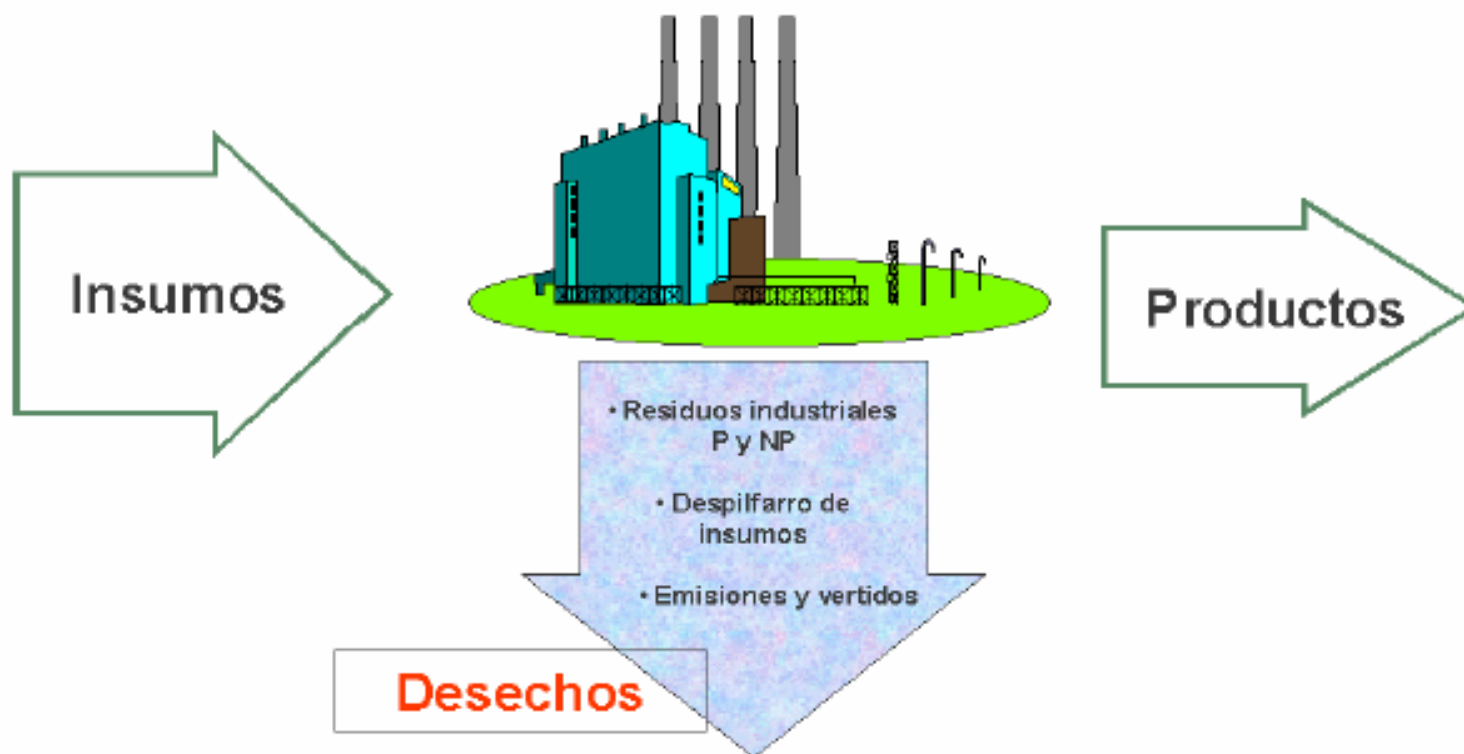 Insumos
Productos
• Residuos industriales
P y NP
• Despilfarro de
insumos
• Emisiones y vertidos
Desechos